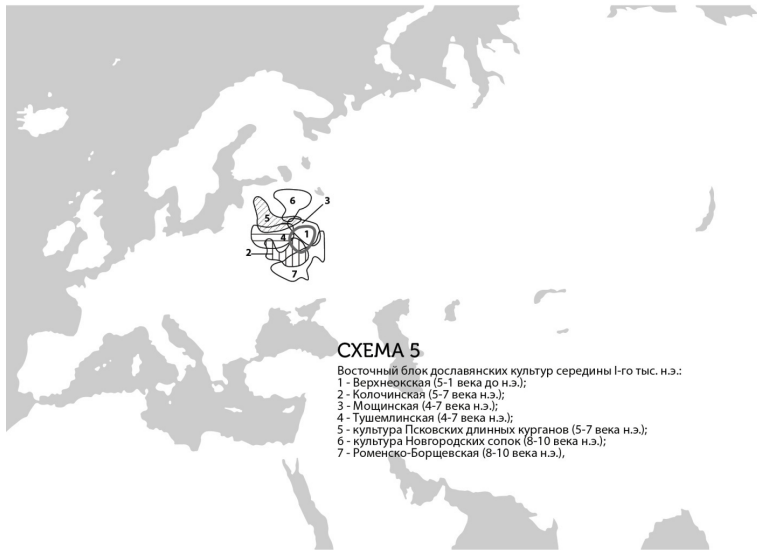 6
3
5
1
4
2
7
СХЕМА 5
Восточный блок дославянских культур середины I-го тыс. н.э.:
1 - Верхнеокская (5-1 века до н.э.);
2 - Колочинская (5-7 века н.э.);
3 - Мощинская (4-7 века н.э.);
4 - Тушемлинская (4-7 века н.э.);
5 - культура Псковских длинных курганов (5-7 века н.э.);
6 - культура Новгородских сопок (8-10 века н.э.);
7 - Роменско-Борщевская (8-10 века н.э.),